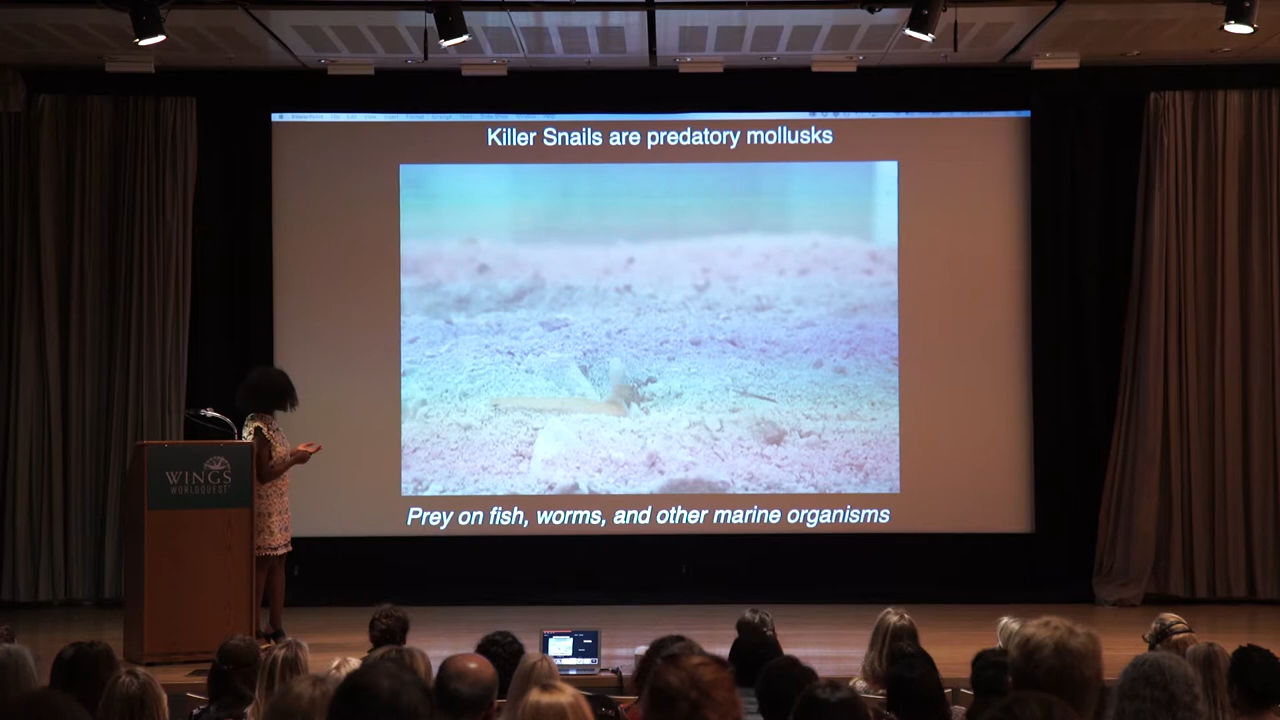 Killer Snails are predatory mollusks
Prey on fish, worms, and other marine organisms
WINGS
WORLDQUEST